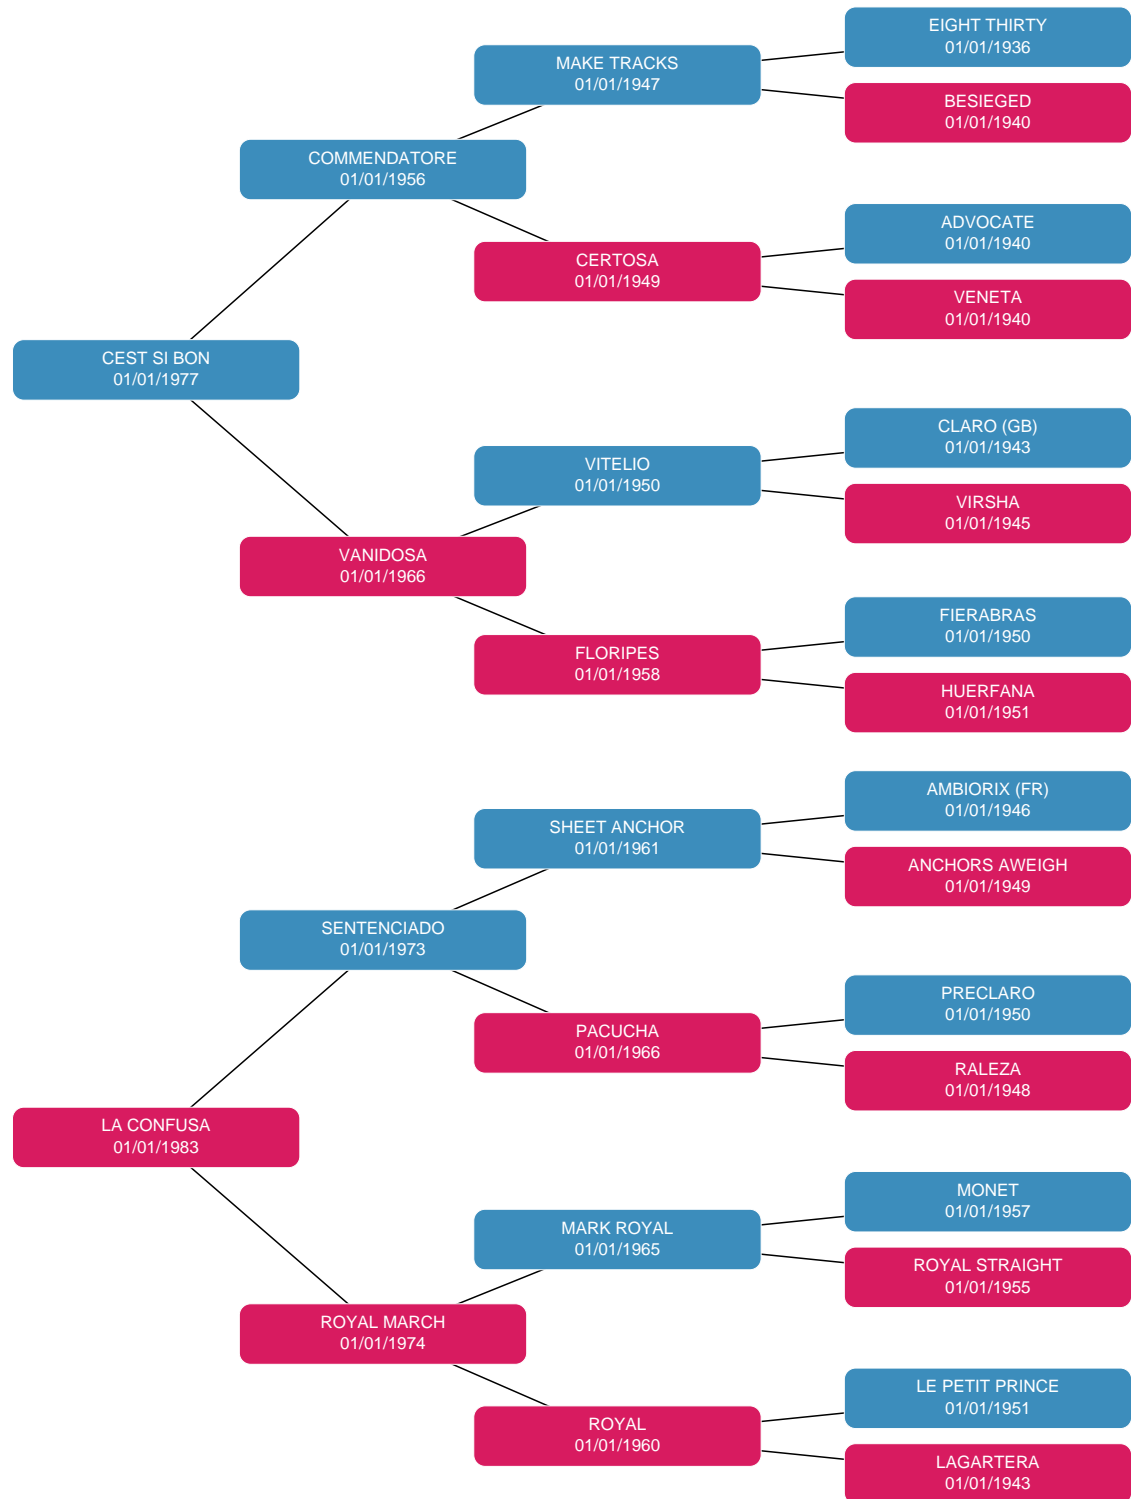 EIGHT THIRTY
01/01/1936
MAKE TRACKS
01/01/1947
BESIEGED
01/01/1940
COMMENDATORE
01/01/1956
ADVOCATE
01/01/1940
CERTOSA
01/01/1949
VENETA
01/01/1940
CEST SI BON
01/01/1977
CLARO (GB)
01/01/1943
VITELIO
01/01/1950
VIRSHA
01/01/1945
VANIDOSA
01/01/1966
FIERABRAS
01/01/1950
FLORIPES
01/01/1958
HUERFANA
01/01/1951
AMBIORIX (FR)
01/01/1946
SHEET ANCHOR
01/01/1961
ANCHORS AWEIGH
01/01/1949
SENTENCIADO
01/01/1973
PRECLARO
01/01/1950
PACUCHA
01/01/1966
RALEZA
01/01/1948
LA CONFUSA
01/01/1983
MONET
01/01/1957
MARK ROYAL
01/01/1965
ROYAL STRAIGHT
01/01/1955
ROYAL MARCH
01/01/1974
LE PETIT PRINCE
01/01/1951
ROYAL
01/01/1960
LAGARTERA
01/01/1943